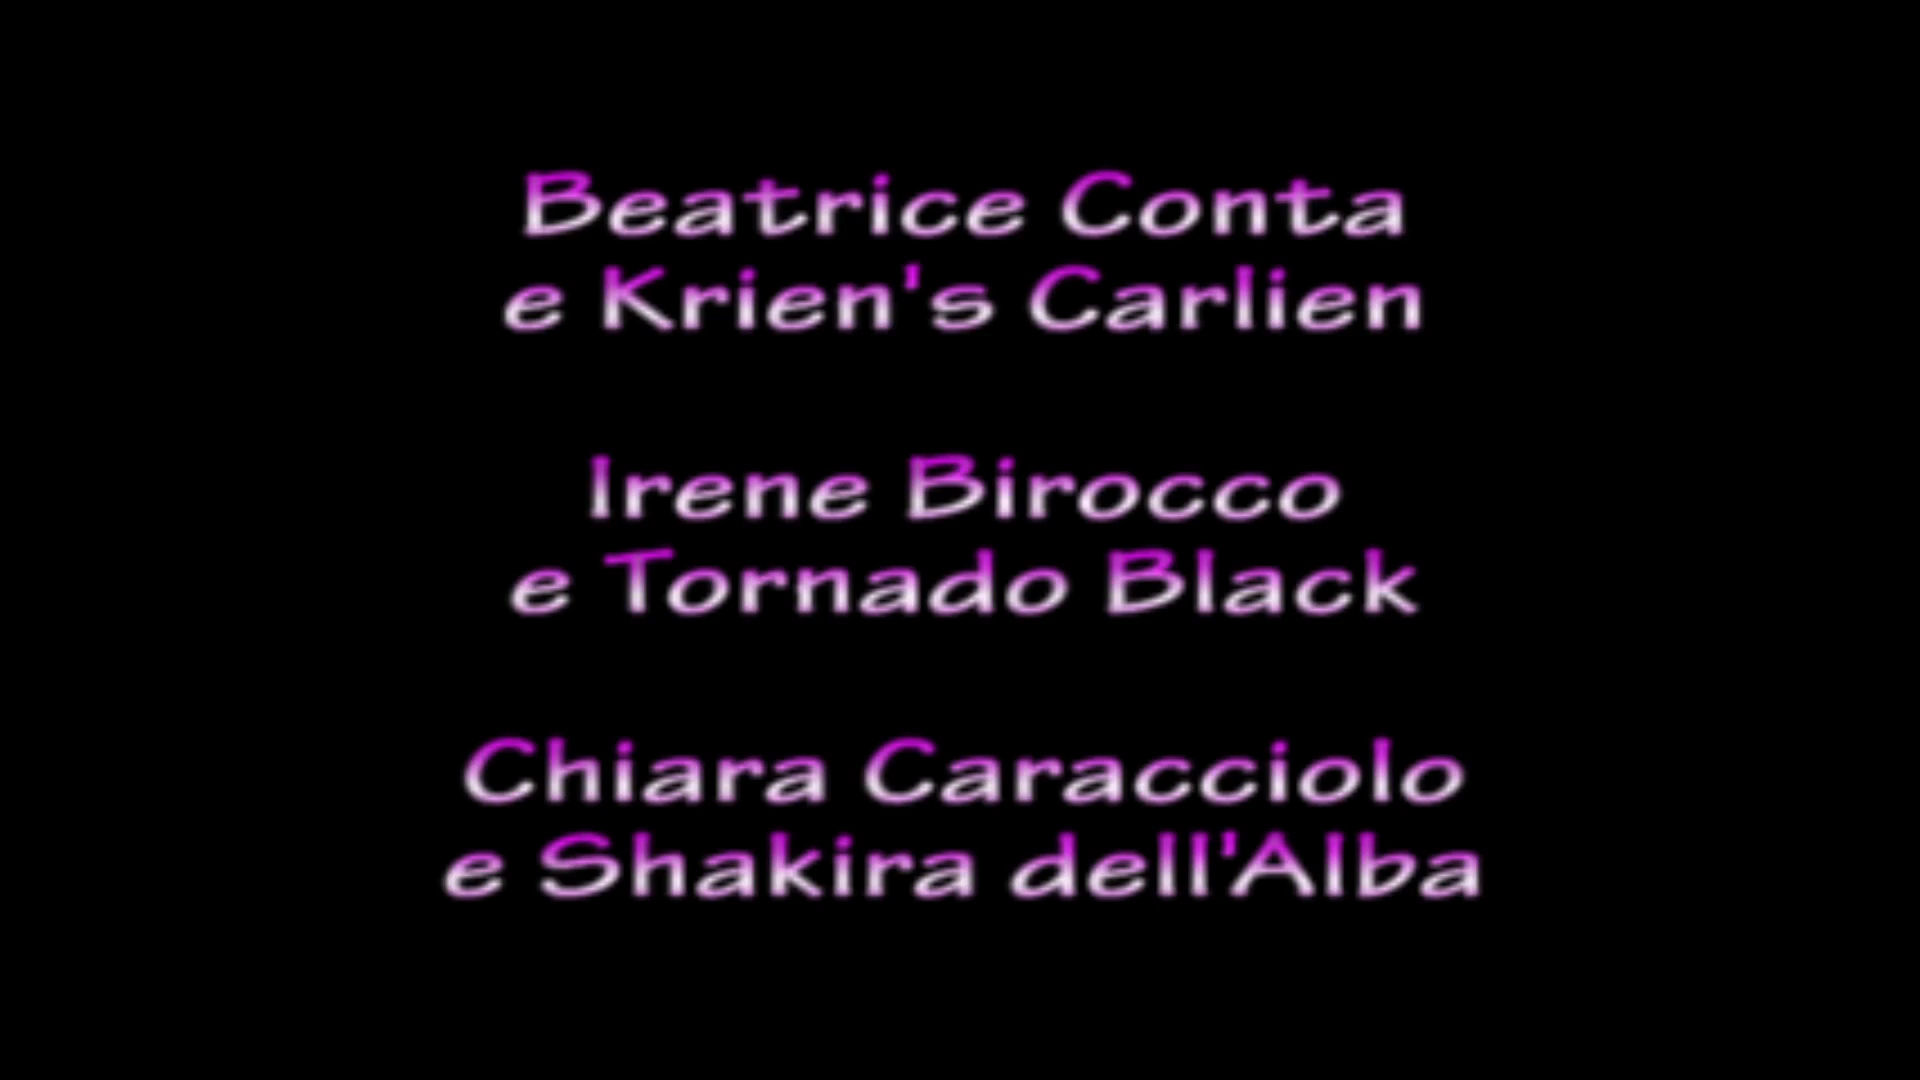 Beatrice Conta
e Krien's Carlien
Irene Birocco
e Tornado Black
Chiara Caracciolo
e Shakira dell'Alba